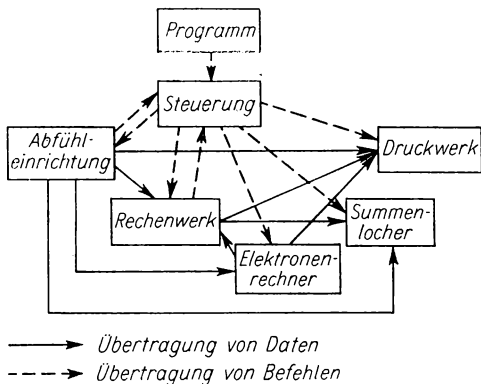 Programm
Steuerung
Abfühl-
einrichtung
Druckwerk
Rechenwerk
Summen-
locher
Elektronen-
rechner
Übertragung von Daten
Übertragung von Befehlen